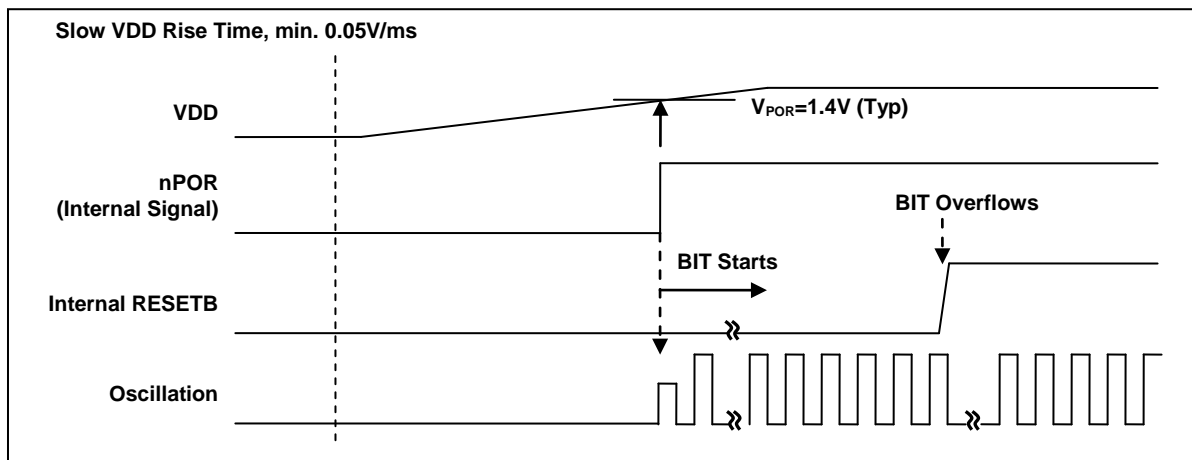 Slow VDD Rise Time, min. 0.05V/ms
VDD
VPOR=1.4V (Typ)
nPOR
(Internal Signal)
BIT Overflows
BIT Starts
Internal RESETB
Oscillation